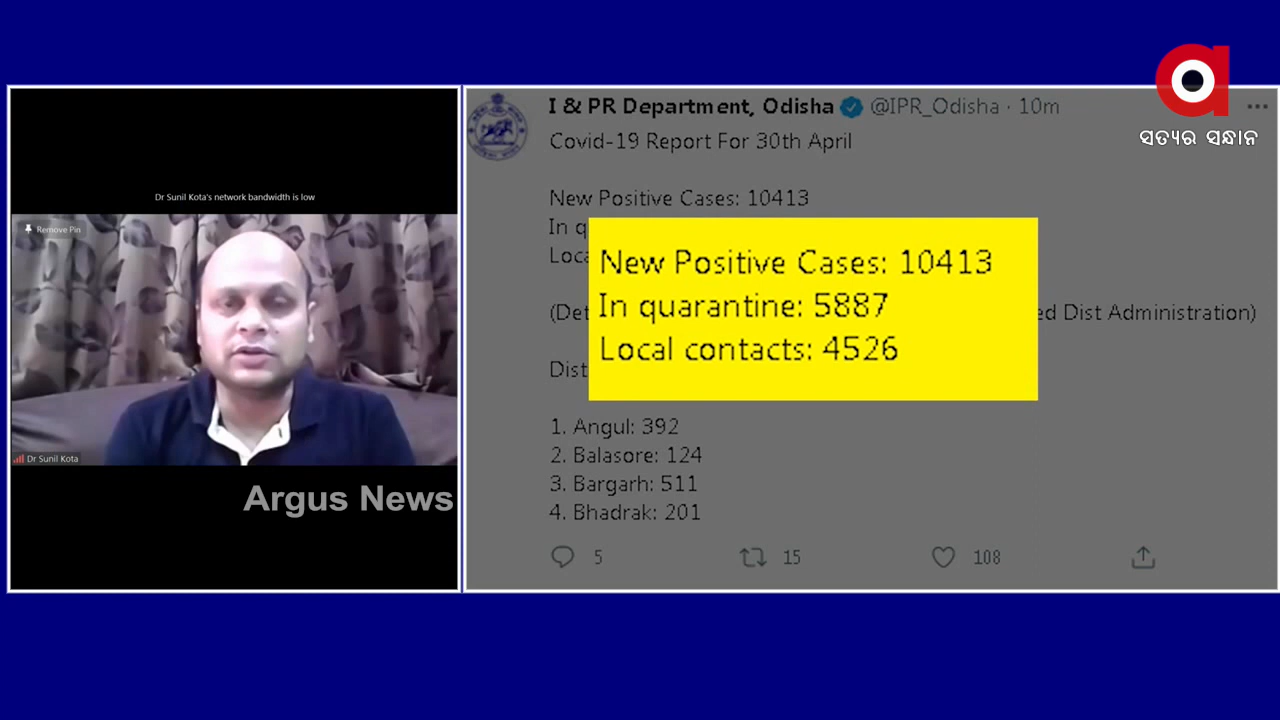 ସତ୍ୟର ସନ୍ଧାନ
Dr Sunil Kota's network bandwidth is low
Remove Pin
Dr Sunil Kota
Argus News
I & PR Department, Odisha @IPR_Odisha · 10m
Covid-19 Report For 30th April
New Positive Cases: 10413
In q
Loca
New Positive Cases: 10413
In quarantine: 5887
Local contacts: 4526
(Det ed Dist Administration)
Dist
1. Angul: 392
2. Balasore: 124
3. Bargarh: 511
4. Bhadrak: 201
5 15 108